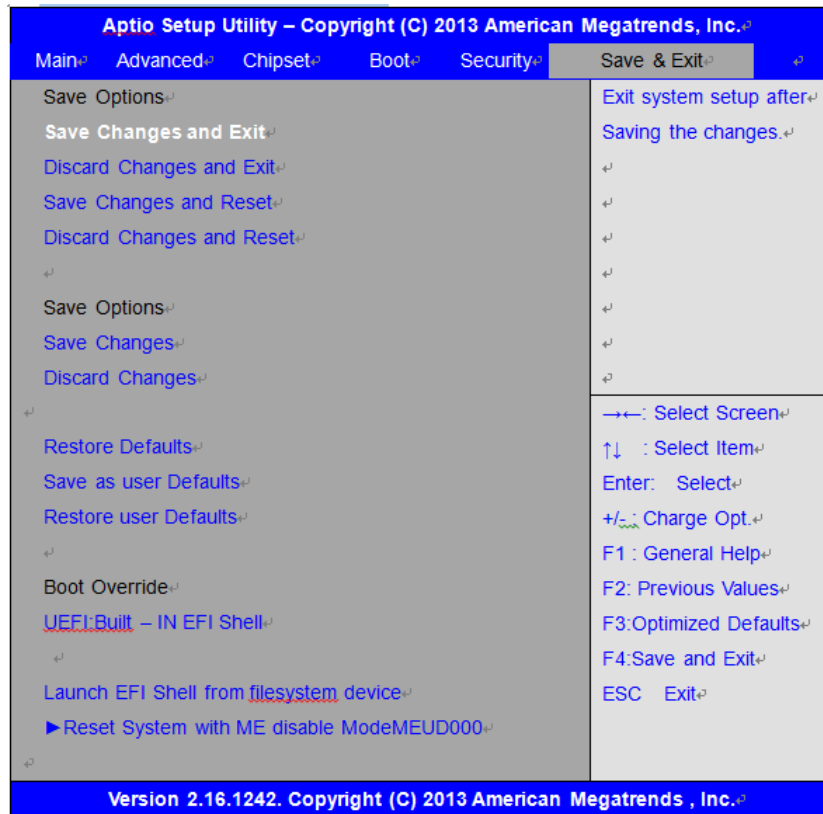 Aptio Setup Utility – Copyright (C) 2013 American Megatrends, Inc.
Main Advanced Chipset Boot Security Save & Exit
Save Options
Save Changes and Exit
Discard Changes and Exit
Save Changes and Reset
Discard Changes and Reset
Save Options
Save Changes
Discard Changes
Restore Defaults
Save as user Defaults
Restore user Defaults
Boot Override
UEFI:Built – IN EFI Shell
Launch EFI Shell from filesystem device
►Reset System with ME disable ModeMEUD000
Exit system setup after
Saving the changes.
→←: Select Screen
↑↓ : Select Item
Enter: Select
+/- : Charge Opt.
F1 : General Help
F2: Previous Values
F3:Optimized Defaults
F4:Save and Exit
ESC Exit
Version 2.16.1242. Copyright (C) 2013 American Megatrends , Inc.